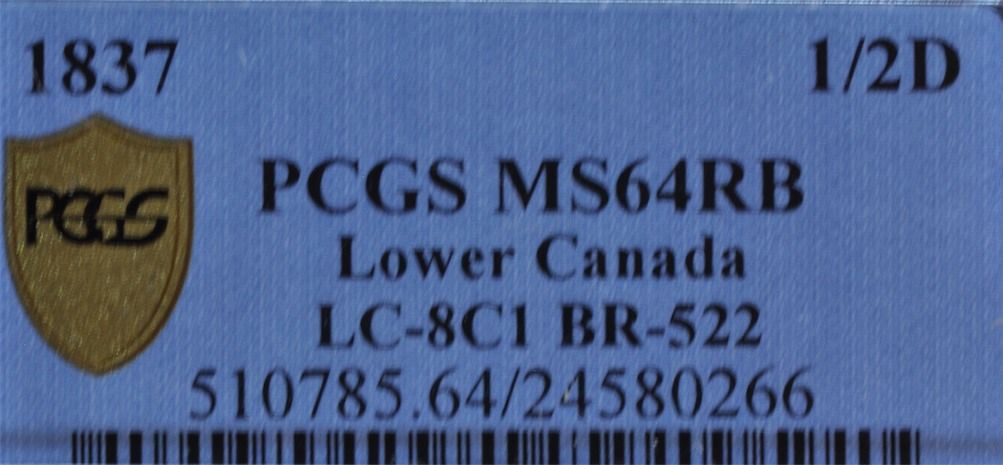 1837 1/2D
PCGS
PCGS MS64RB
Lower Canada
LC-8C1 BR-522
510785.64/24580266